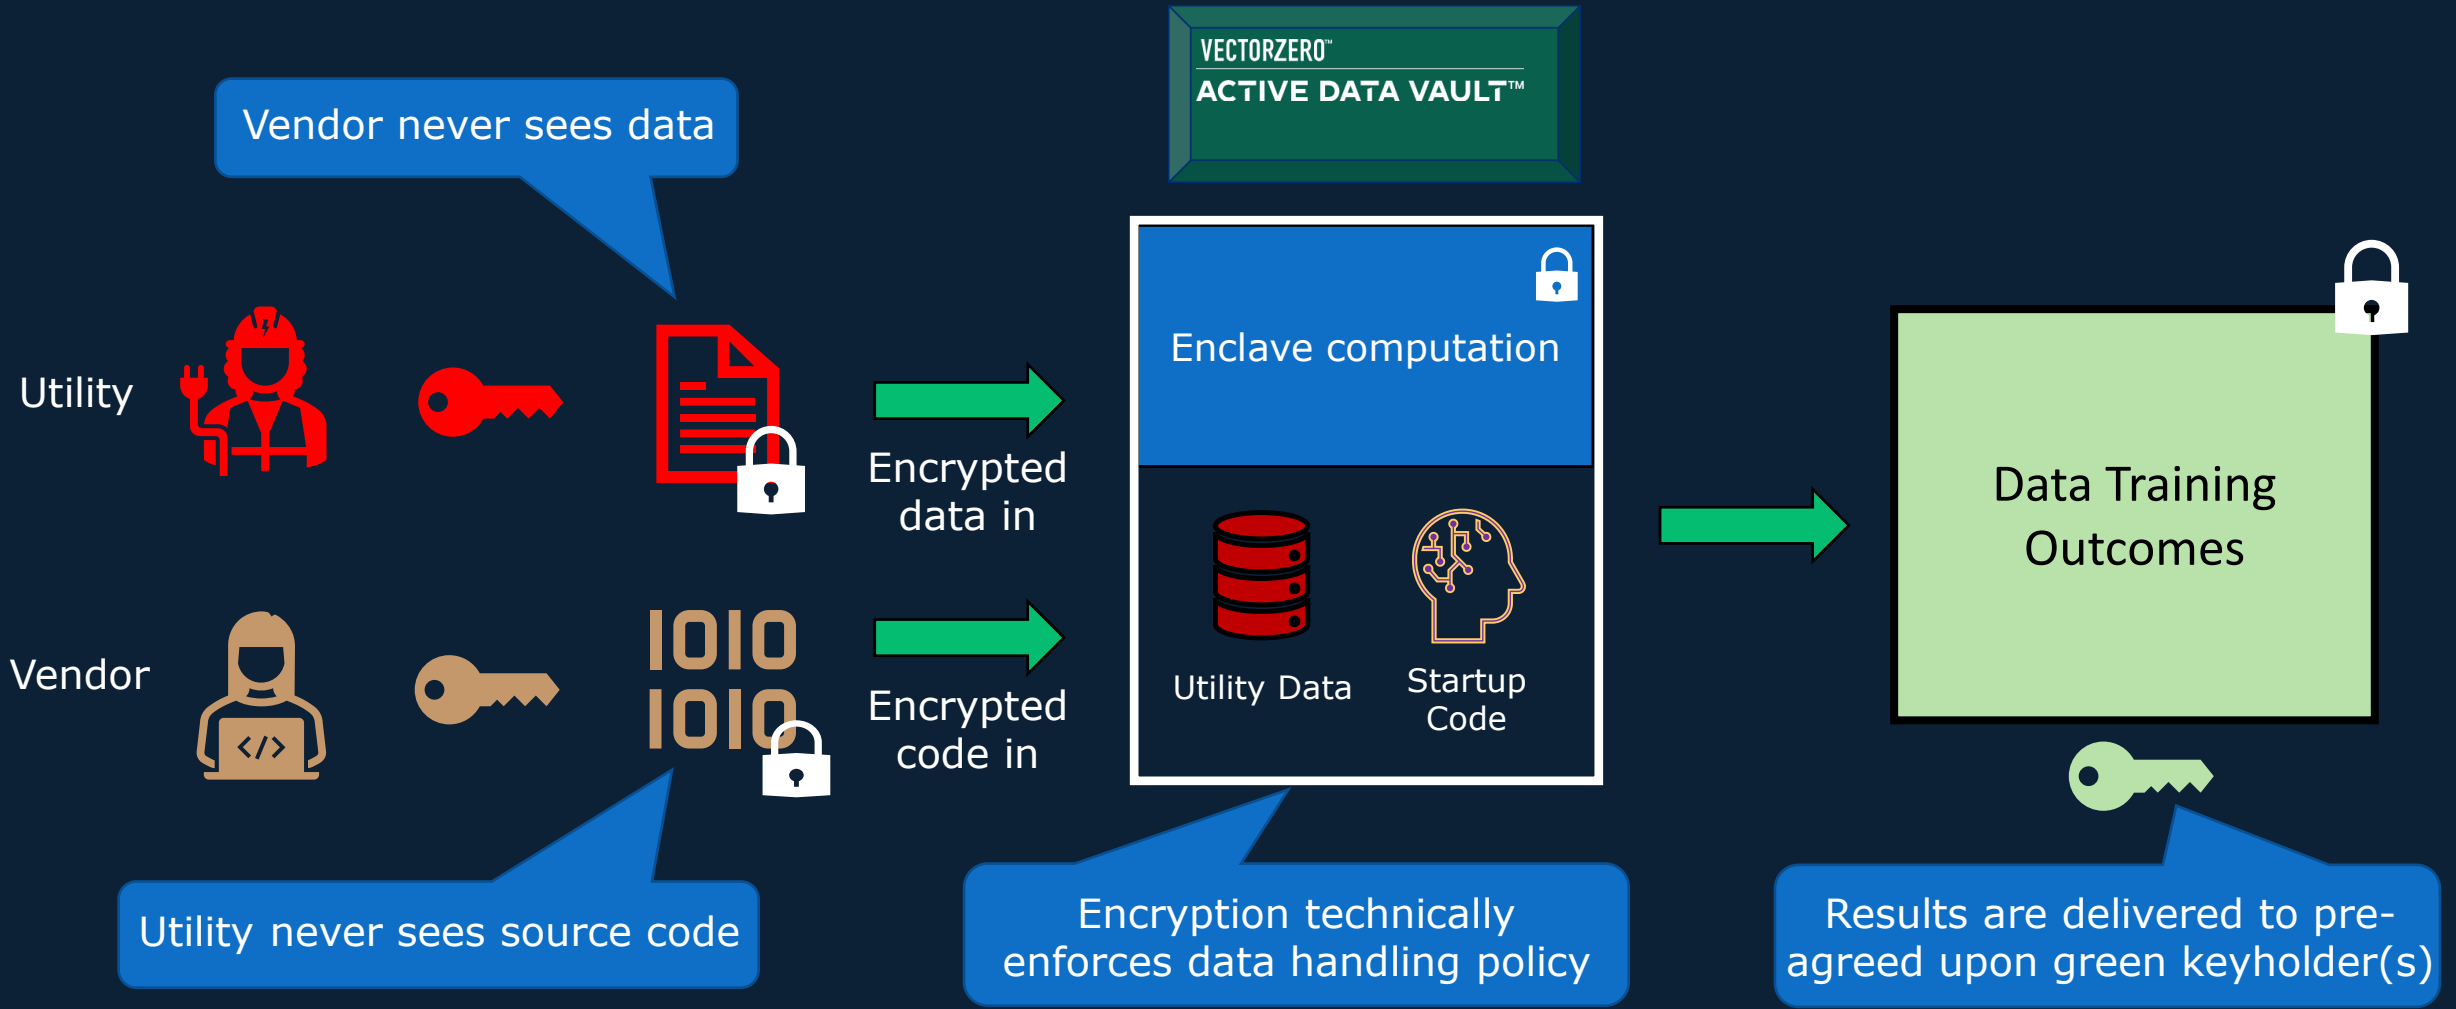 VECTORZERO™
ACTIVE DATA VAULT™
Vendor never sees data
Utility
Encrypted
data in
Enclave computation
Data Training
Outcomes
Vendor
1010
1010
</>
Encrypted
code in
Utility Data
Startup
Code
Utility never sees source code
Encryption technically
enforces data handling policy
Results are delivered to pre-
agreed upon green keyholder(s)